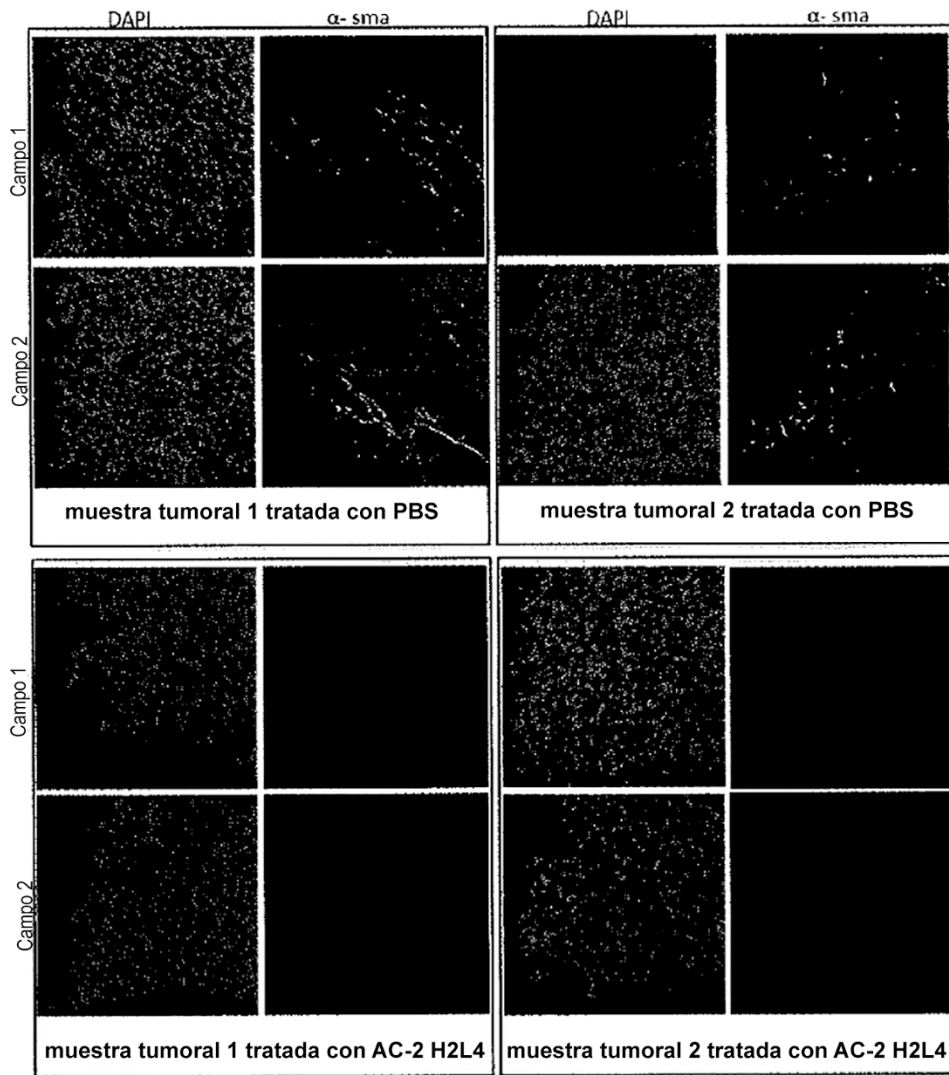 DAPI α- sma DAPI α- sma
Campo 1
Campo 2
muestra tumoral 1 tratada con PBS muestra tumoral 2 tratada con PBS
Campo 1
Campo 2
muestra tumoral 1 tratada con AC-2 H2L4 muestra tumoral 2 tratada con AC-2 H2L4